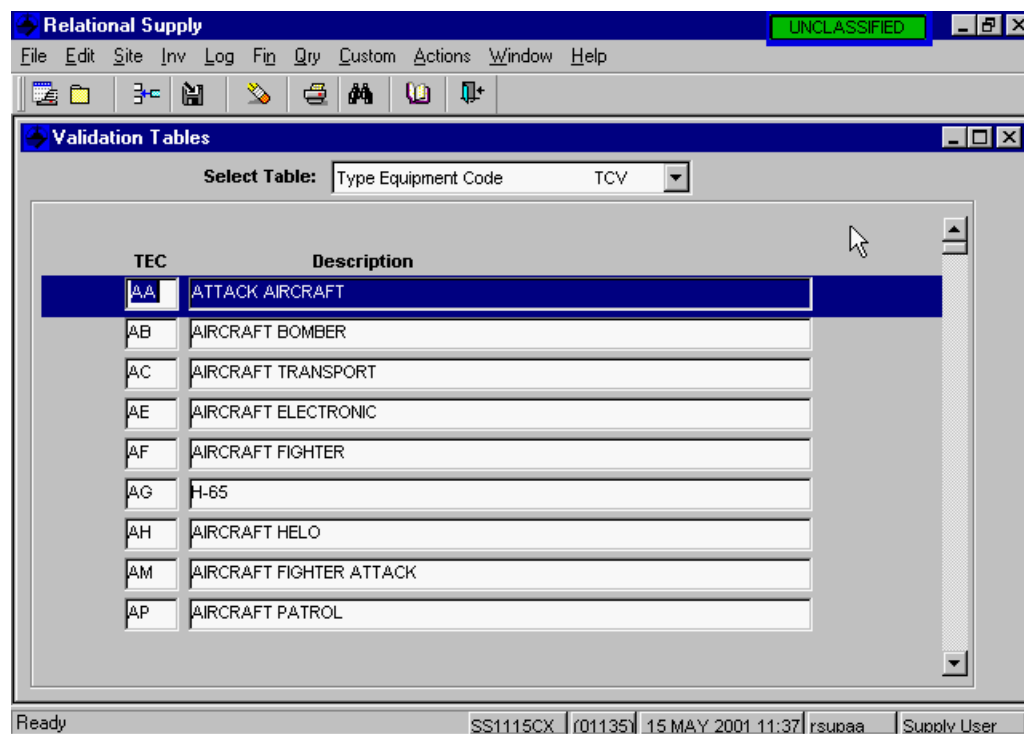 Relational Supply UNCLASSIFIED
File Edit Site Inv Log Fin Qry Custom Actions Window Help
Validation Tables
Select Table: Type Equipment Code TCV
TEC Description
AA ATTACK AIRCRAFT
AB AIRCRAFT BOMBER
AC AIRCRAFT TRANSPORT
AE AIRCRAFT ELECTRONIC
AF AIRCRAFT FIGHTER
AG H-65
AH AIRCRAFT HELO
AM AIRCRAFT FIGHTER ATTACK
AP AIRCRAFT PATROL
Ready SS1115CX (01135) 15 MAY 2001 11:37 rsupaa Supply User